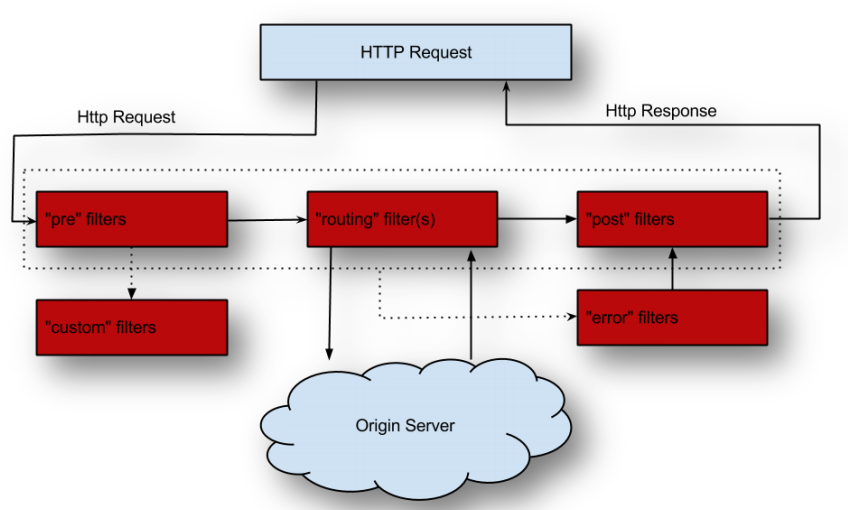 HTTP Request
Http Request
Http Response
"pre" filters
"routing" filter(s)
"post" filters
"custom" filters
"error" filters
Origin Server